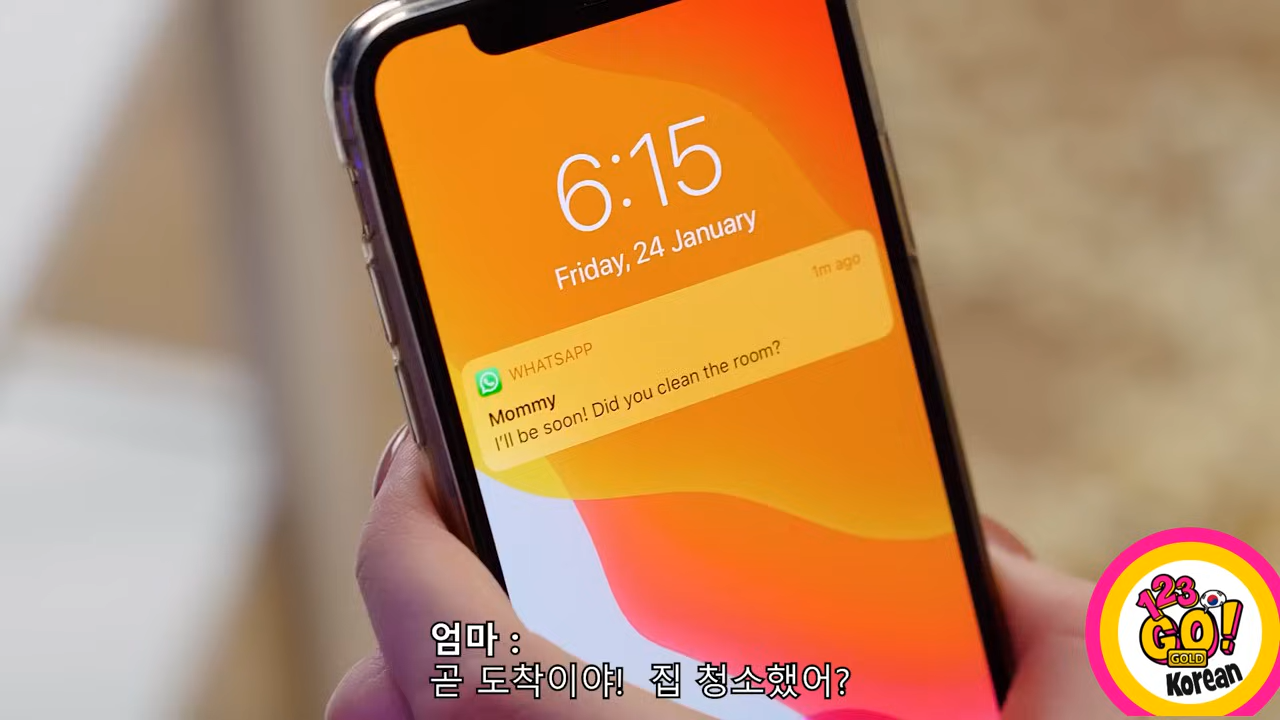 6:15
Friday, 24 January
WHATSAPP
1m ago
Mommy
I'll be soon! Did you clean the room?
엄마 :
곧 도착이야! 집 청소했어?
123
GO!
GOLD
Korean